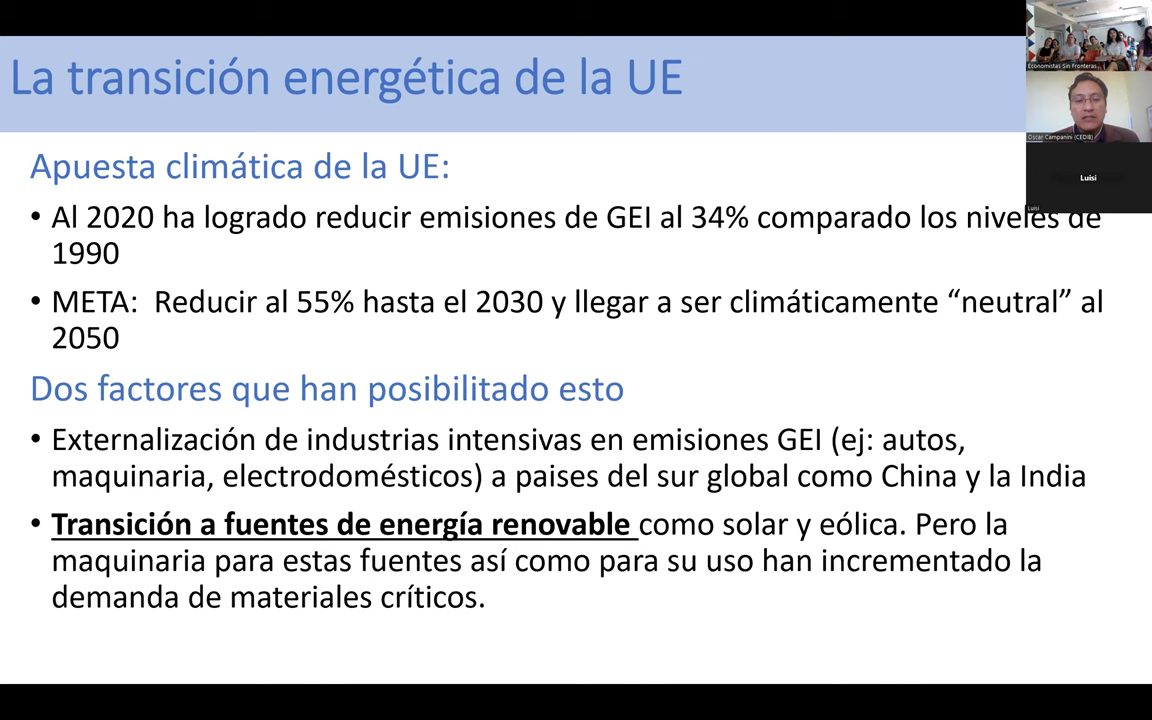 La transición energética de la UE
Apuesta climática de la UE:
• Al 2020 ha logrado reducir emisiones de GEI al 34% comparado los niveles de
1990
• META:  Reducir al 55% hasta el 2030 y llegar a ser climáticamente “neutral” al
2050
Dos factores que han posibilitado esto
• Externalización de industrias intensivas en emisiones GEI (ej: autos,
maquinaria, electrodomésticos) a paises del sur global como China y la India
• Transición a fuentes de energía renovable como solar y eólica. Pero la
maquinaria para estas fuentes así como para su uso han incrementado la
demanda de materiales críticos.
Economistas Sin Fronteras...
Oscar Campanini (CEDIB)
Luisi
Luisi